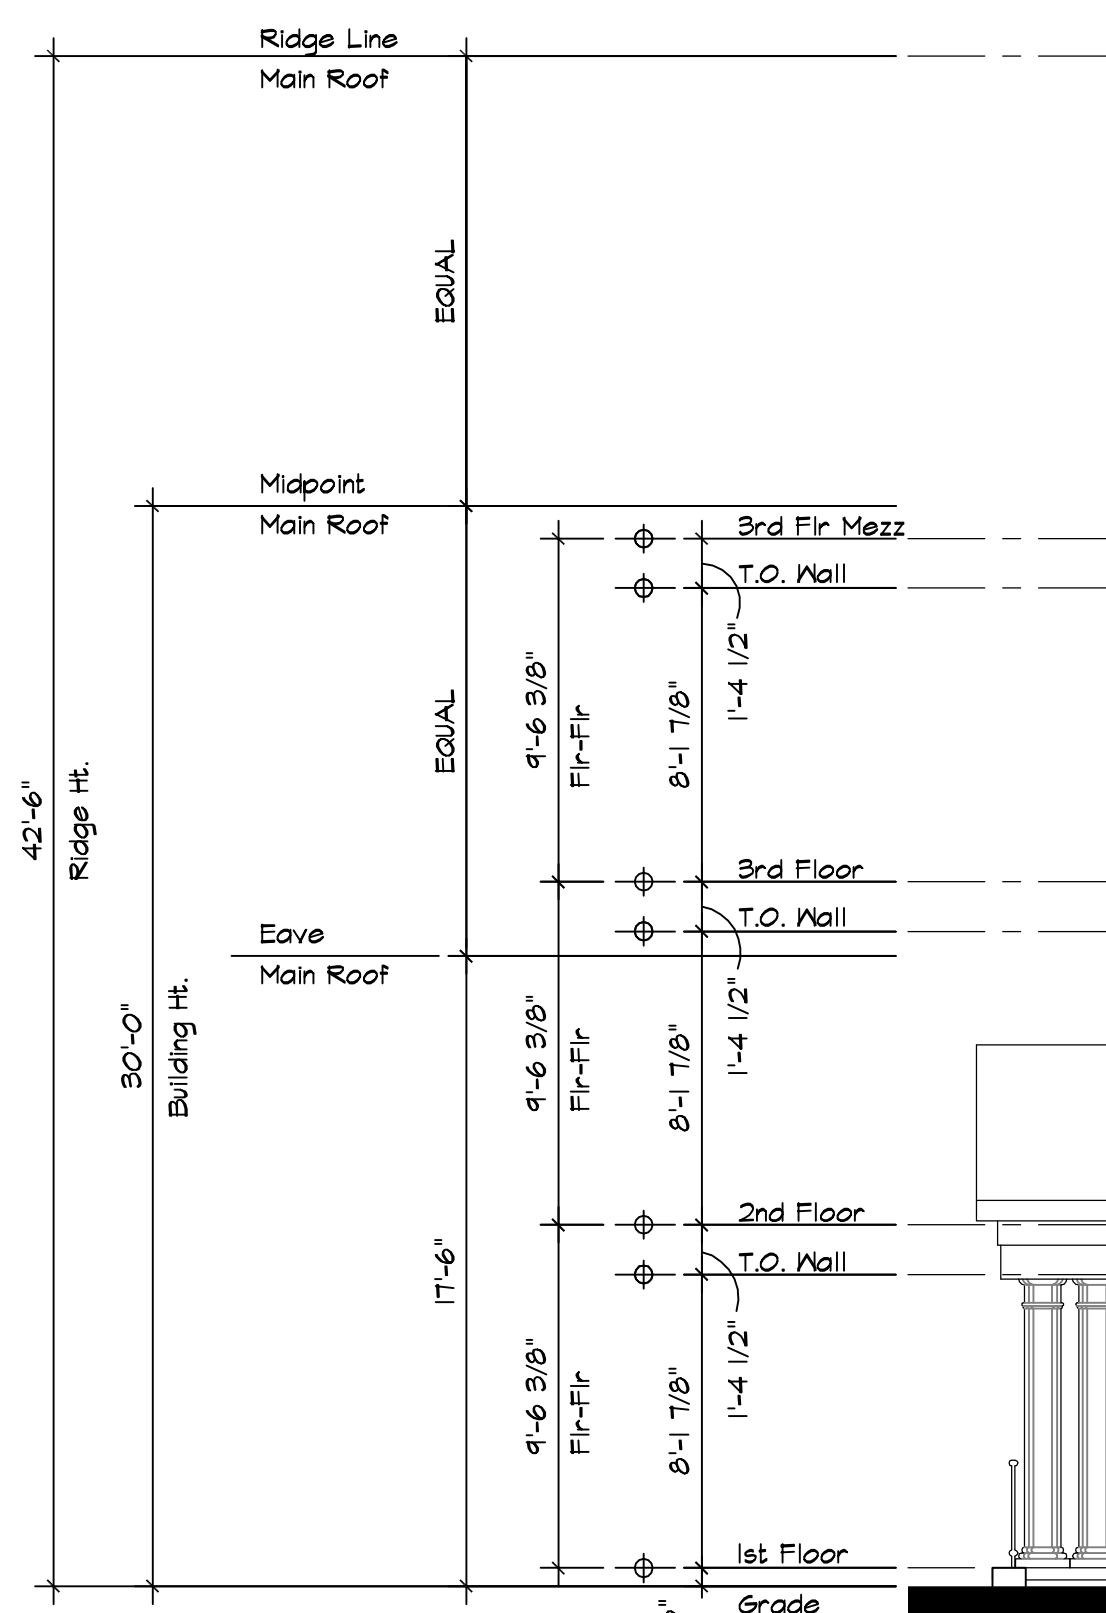 Ridge Line
Main Roof
EQUAL
Midpoint
Main Roof
3rd Flr Mezz
T.O. Wall
1'-4 1/2"
9'-6 3/8"
Flr-Flr
8'-1 7/8"
EQUAL
42'-6"
Ridge Ht.
3rd Floor
T.O. Wall
Eave
Main Roof
1'-4 1/2"
30'-0"
Building Ht.
9'-6 3/8"
Flr-Flr
8'-1 7/8"
2nd Floor
T.O. Wall
17'-6"
1'-4 1/2"
9'-6 3/8"
Flr-Flr
8'-1 7/8"
1st Floor
Grade